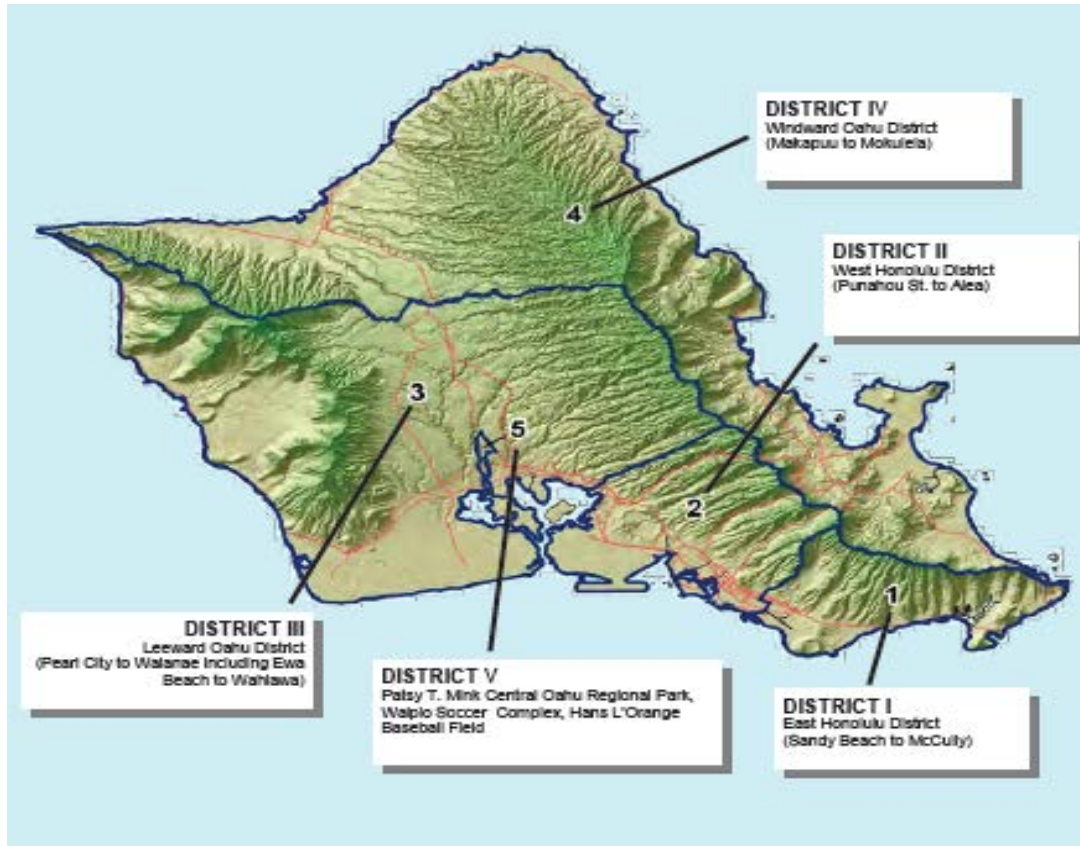 DISTRICT IV
Windward Oahu District
(Makapuu to Mokuleia)
4
DISTRICT II
West Honolulu District
(Punahou St. to Aiea)
3
5
2
1
DISTRICT III
Leeward Oahu District
(Pearl City to Waianae including Ewa
Beach to Wahiawa)
DISTRICT V
Patsy T. Mink Central Oahu Regional Park,
Waipio Soccer Complex, Hans L'Orange
Baseball Field
DISTRICT I
East Honolulu District
(Sandy Beach to McCully)